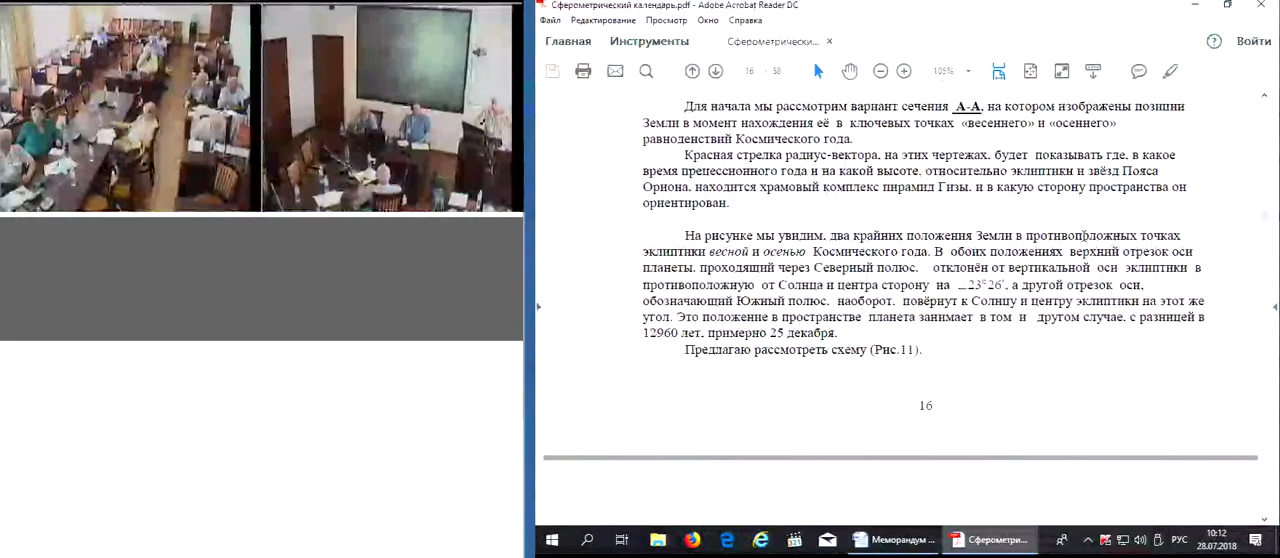 Сферометрический календарь.pdf - Adobe Acrobat Reader DC
Файл Редактирование Просмотр Окно Справка
Главная Инструменты Сферометрически...
Войти
16 / 58
105%
Для начала мы рассмотрим вариант сечения А-А, на котором изображены позиции
Земли в момент нахождения её в ключевых точках «весеннего» и «осеннего»
равноденствий Космического года.
Красная стрелка радиус-вектора, на этих чертежах, будет показывать где, в какое
время прецессионного года и на какой высоте, относительно эклиптики и звёзд Пояса
Ориона, находится храмовый комплекс пирамид Гизы, и в какую сторону пространства он
ориентирован.
На рисунке мы увидим, два крайних положения Земли в противоположных точках
эклиптики весной и осенью Космического года. В обоих положениях верхний отрезок оси
планеты, проходящий через Северный полюс, отклонён от вертикальной оси эклиптики в
противоположную от Солнца и центра сторону на ∠23°26', а другой отрезок оси,
обозначающий Южный полюс, наоборот, повёрнут к Солнцу и центру эклиптики на этот же
угол. Это положение в пространстве планета занимает в том и другом случае, с разницей в
12960 лет, примерно 25 декабря.
Предлагаю рассмотреть схему (Рис.11).
16
Меморандум ...
Сферометри...
РУС
10:12
28.07.2018